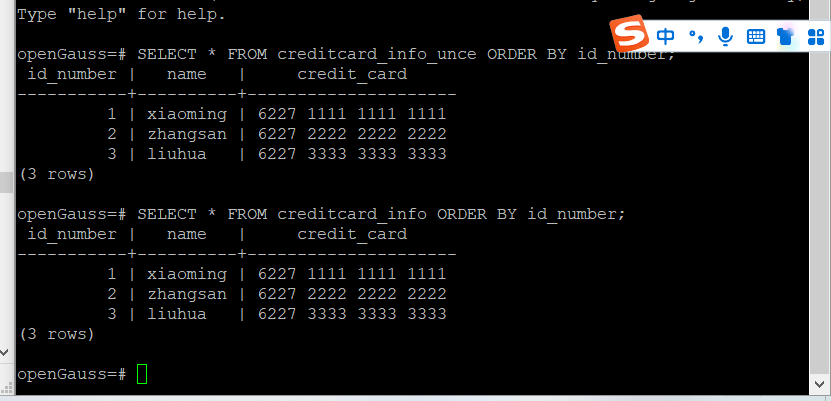 Type "help" for help.
openGauss=# SELECT * FROM creditcard_info_unce ORDER BY id_number;
 id_number |   name   |     credit_card
-----------+----------+---------------------
         1 | xiaoming | 6227 1111 1111 1111
         2 | zhangsan | 6227 2222 2222 2222
         3 | liuhua   | 6227 3333 3333 3333
(3 rows)
openGauss=# SELECT * FROM creditcard_info ORDER BY id_number;
 id_number |   name   |     credit_card
-----------+----------+---------------------
         1 | xiaoming | 6227 1111 1111 1111
         2 | zhangsan | 6227 2222 2222 2222
         3 | liuhua   | 6227 3333 3333 3333
(3 rows)
openGauss=#
S 中 °,